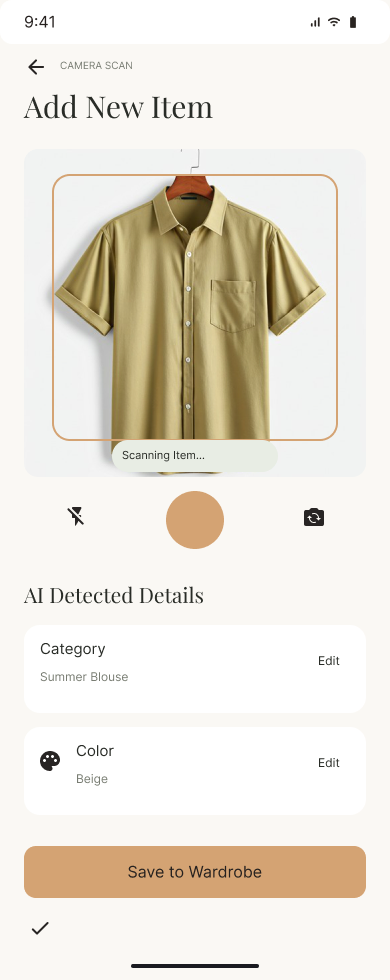 9:41
CAMERA SCAN
Add New Item
Scanning Item...
AI Detected Details
Category
Summer Blouse
Edit
Color
Beige
Edit
Save to Wardrobe